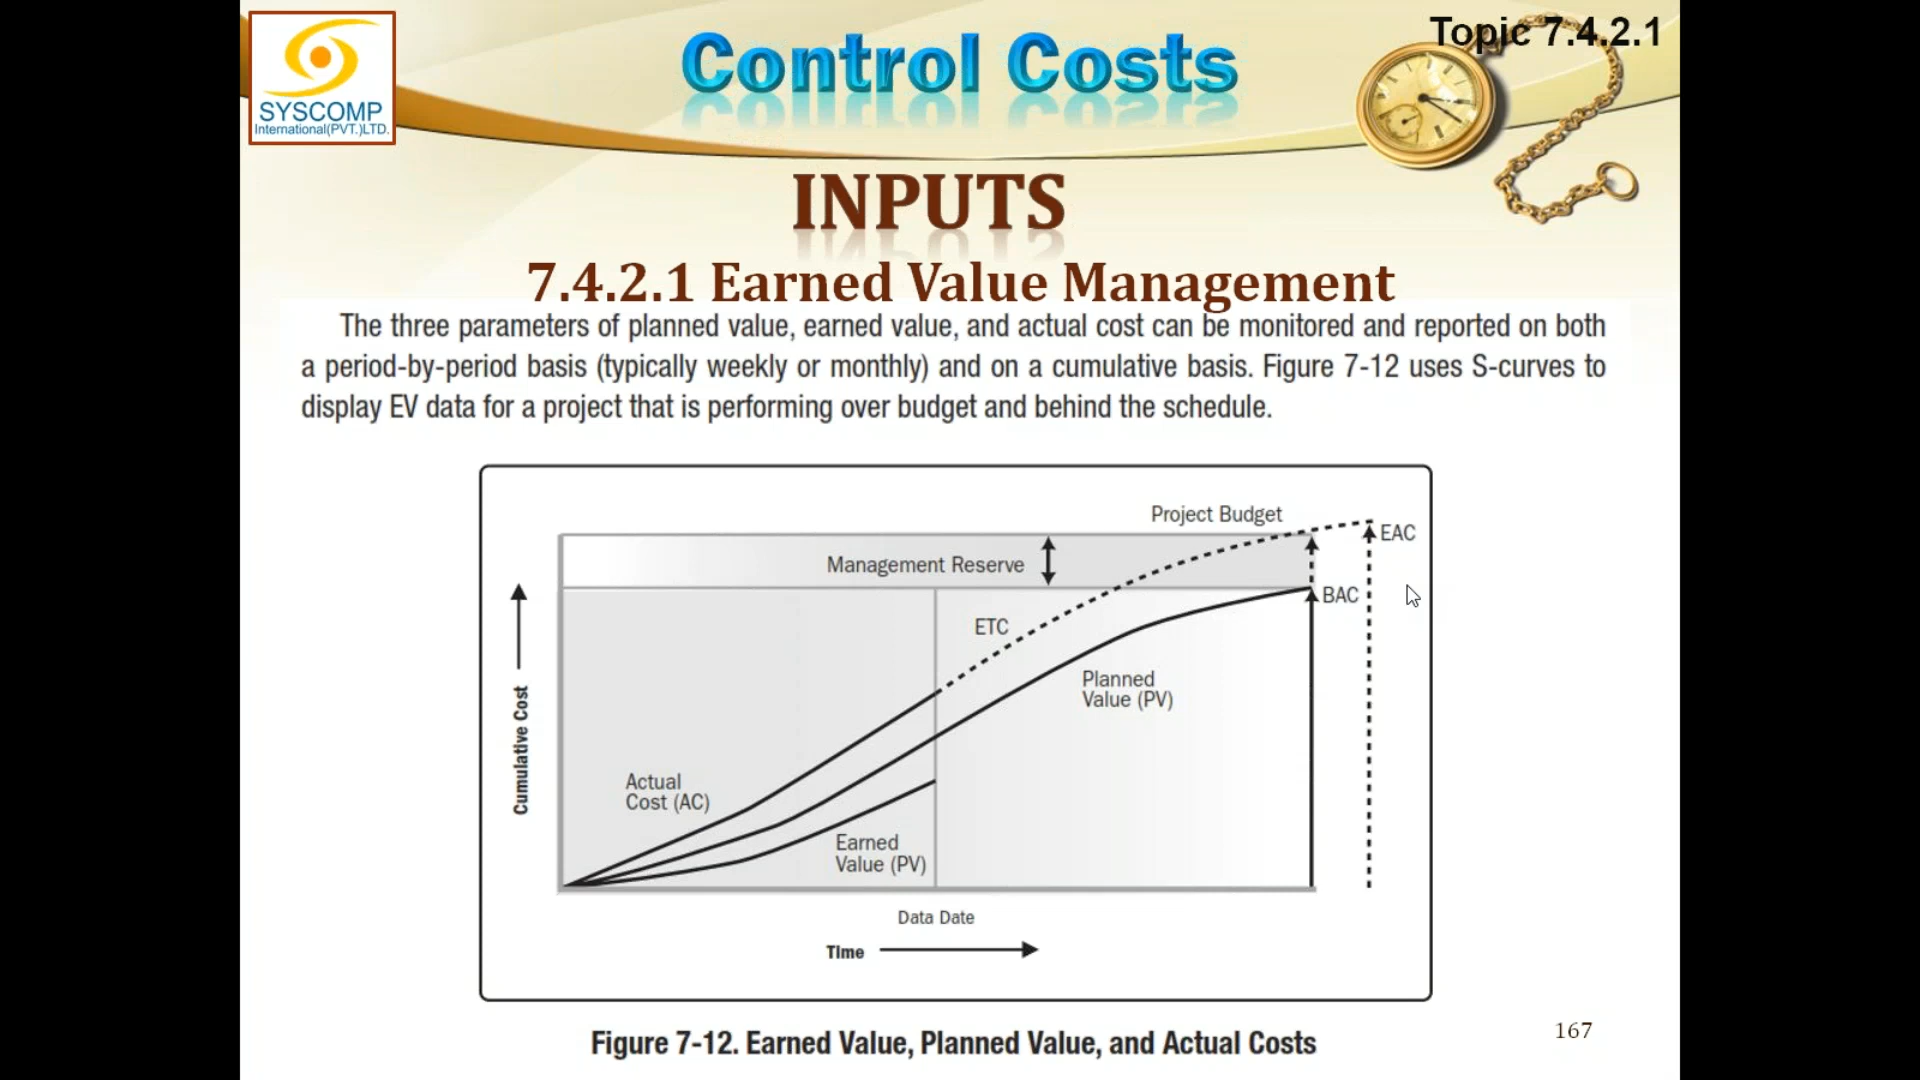 Topic 7.4.2.1
Control Costs
SYSCOMP
International(PVT.)LTD.
INPUTS
7.4.2.1 Earned Value Management
The three parameters of planned value, earned value, and actual cost can be monitored and reported on both
a period-by-period basis (typically weekly or monthly) and on a cumulative basis. Figure 7-12 uses S-curves to
display EV data for a project that is performing over budget and behind the schedule.
Project Budget
EAC
Management Reserve
BAC
ETC
Planned
Value (PV)
Cumulative Cost
Actual
Cost (AC)
Earned
Value (PV)
Data Date
Time
Figure 7-12. Earned Value, Planned Value, and Actual Costs
167